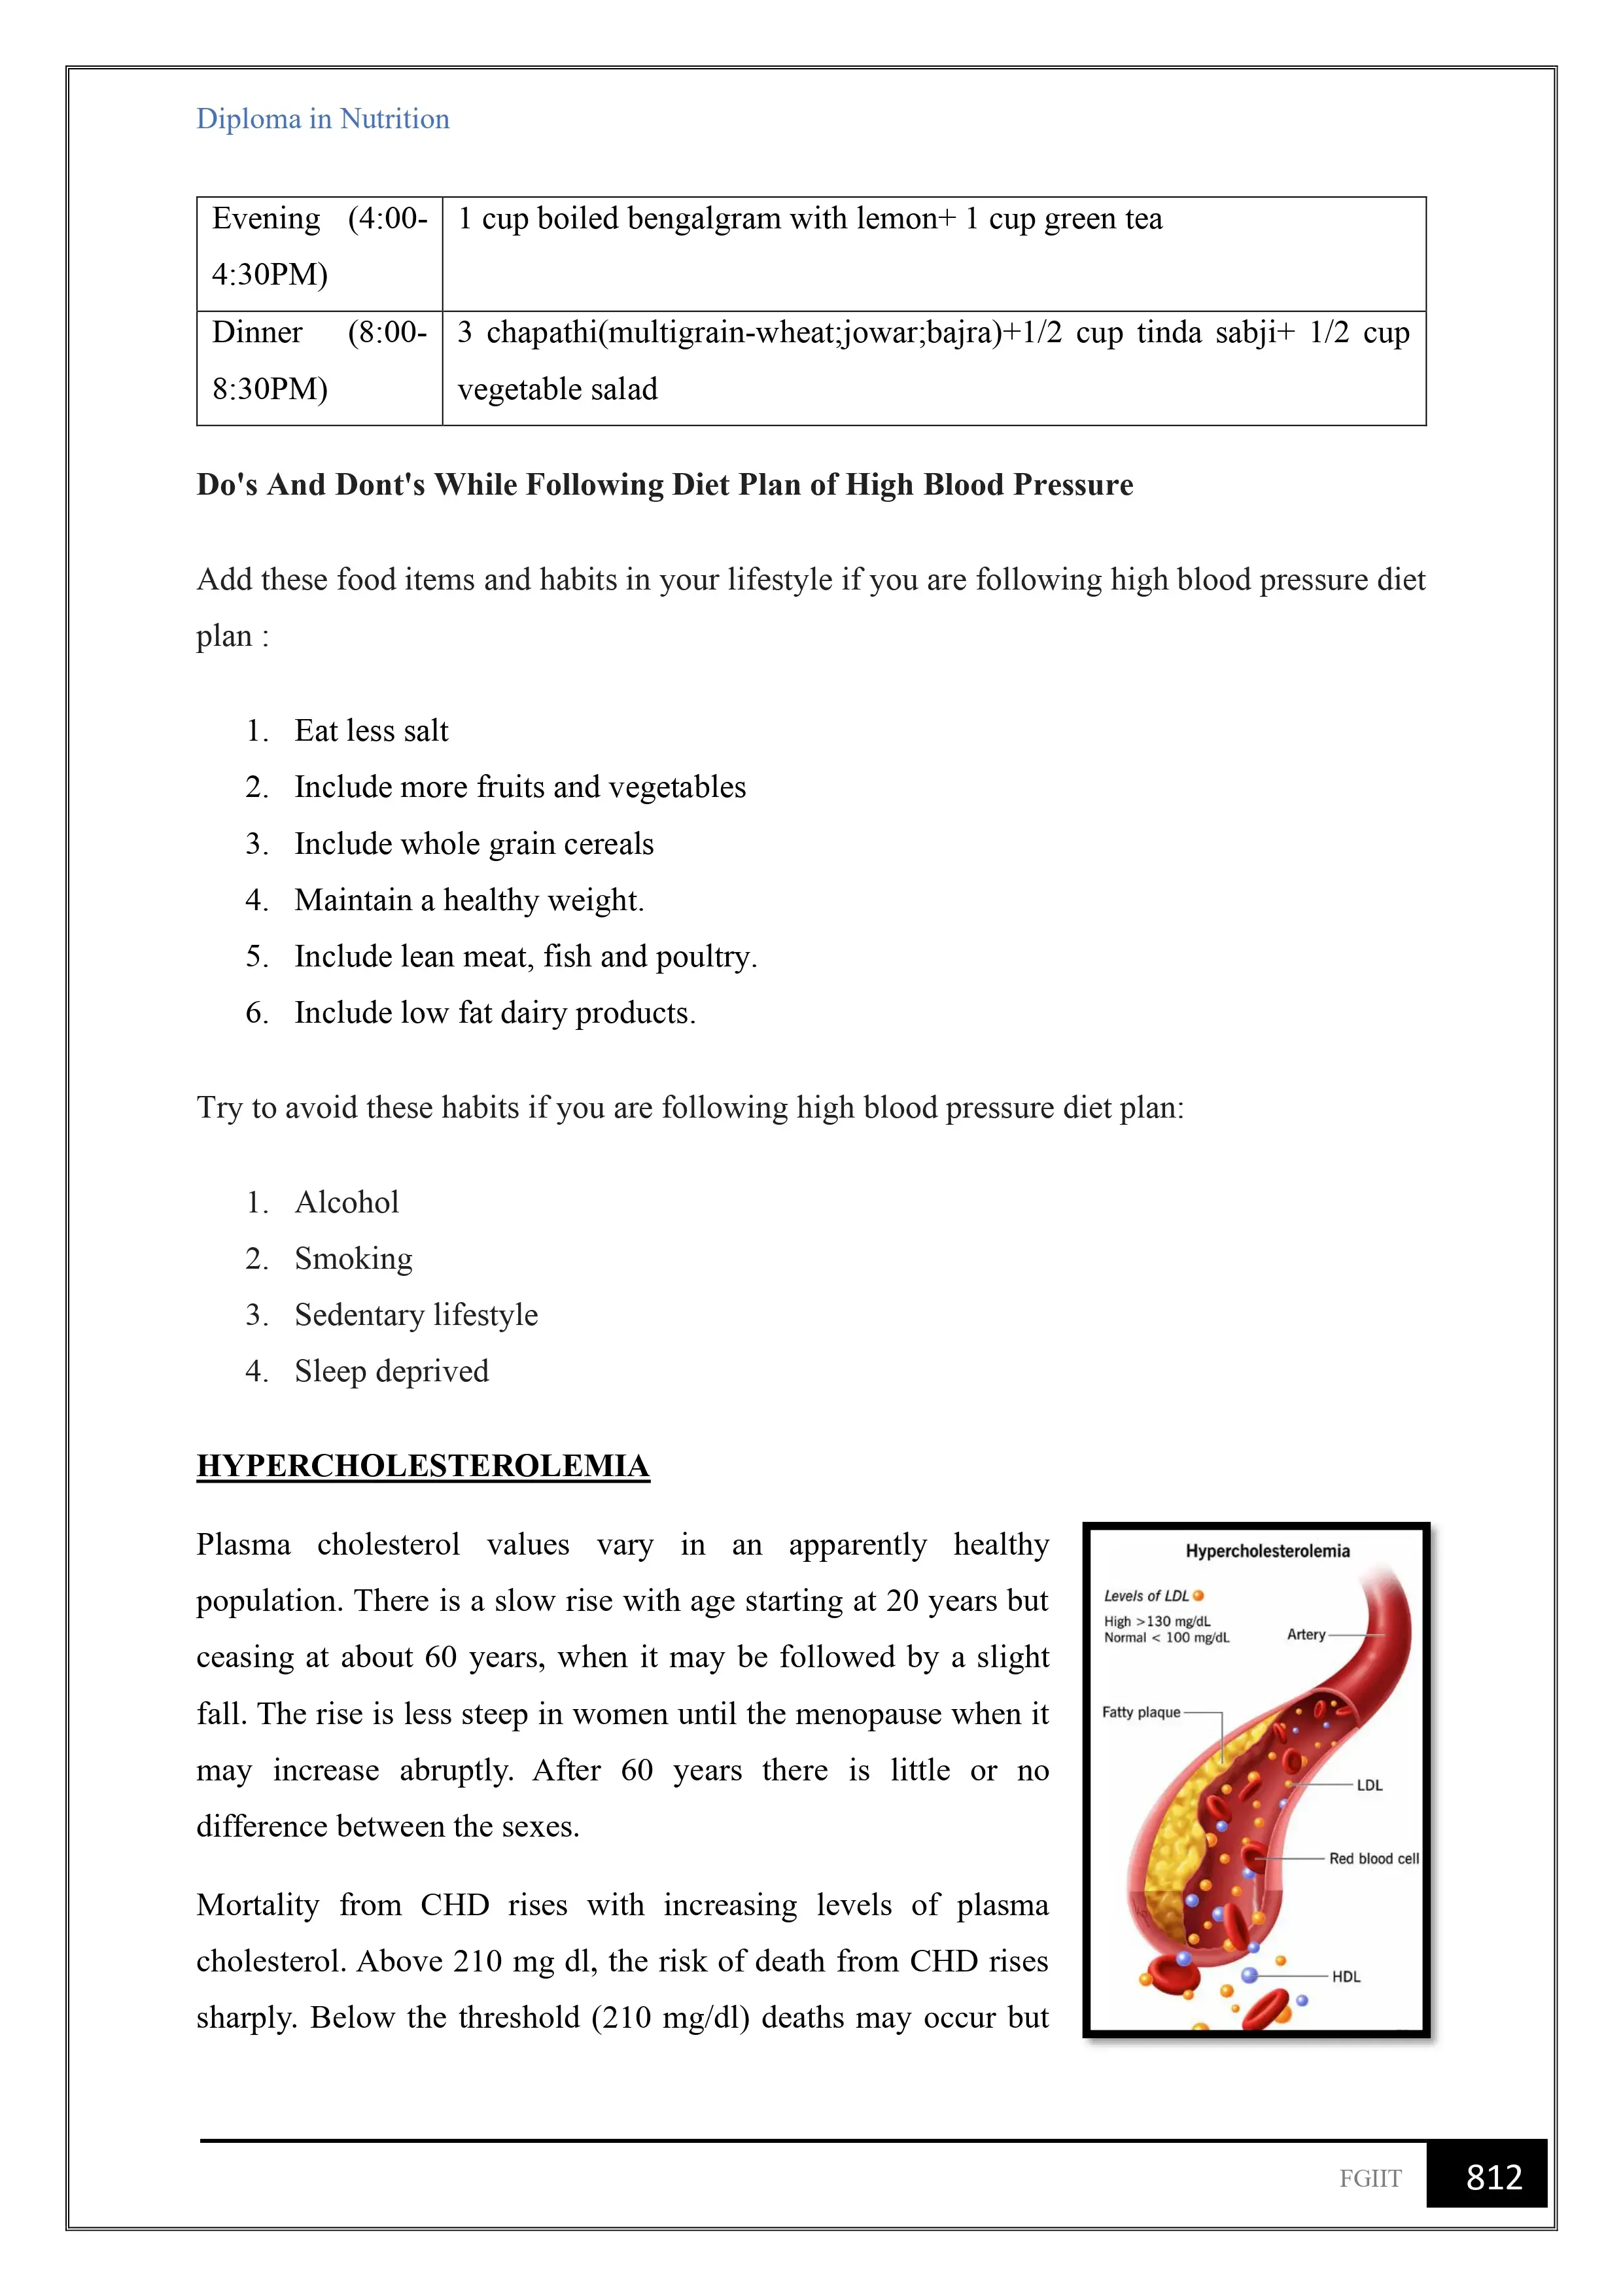 Diploma in Nutrition
Evening (4:00-
4:30PM)
1 cup boiled bengalgram with lemon+ 1 cup green tea
Dinner (8:00-
8:30PM)
3 chapathi(multigrain-wheat;jowar;bajra)+1/2 cup tinda sabji+ 1/2 cup
vegetable salad
Do's And Dont's While Following Diet Plan of High Blood Pressure
Add these food items and habits in your lifestyle if you are following high blood pressure diet
plan :
1. Eat less salt
2. Include more fruits and vegetables
3. Include whole grain cereals
4. Maintain a healthy weight.
5. Include lean meat, fish and poultry.
6. Include low fat dairy products.
Try to avoid these habits if you are following high blood pressure diet plan:
1. Alcohol
2. Smoking
3. Sedentary lifestyle
4. Sleep deprived
HYPERCHOLESTEROLEMIA
Plasma cholesterol values vary in an apparently healthy
population. There is a slow rise with age starting at 20 years but
ceasing at about 60 years, when it may be followed by a slight
fall. The rise is less steep in women until the menopause when it
may increase abruptly. After 60 years there is little or no
difference between the sexes.
Mortality from CHD rises with increasing levels of plasma
cholesterol. Above 210 mg dl, the risk of death from CHD rises
sharply. Below the threshold (210 mg/dl) deaths may occur but
Hypercholesterolemia
Levels of LDL
High >130 mg/dL
Normal < 100 mg/dL
Artery
Fatty plaque
LDL
Red blood cell
HDL
FGIIT
812